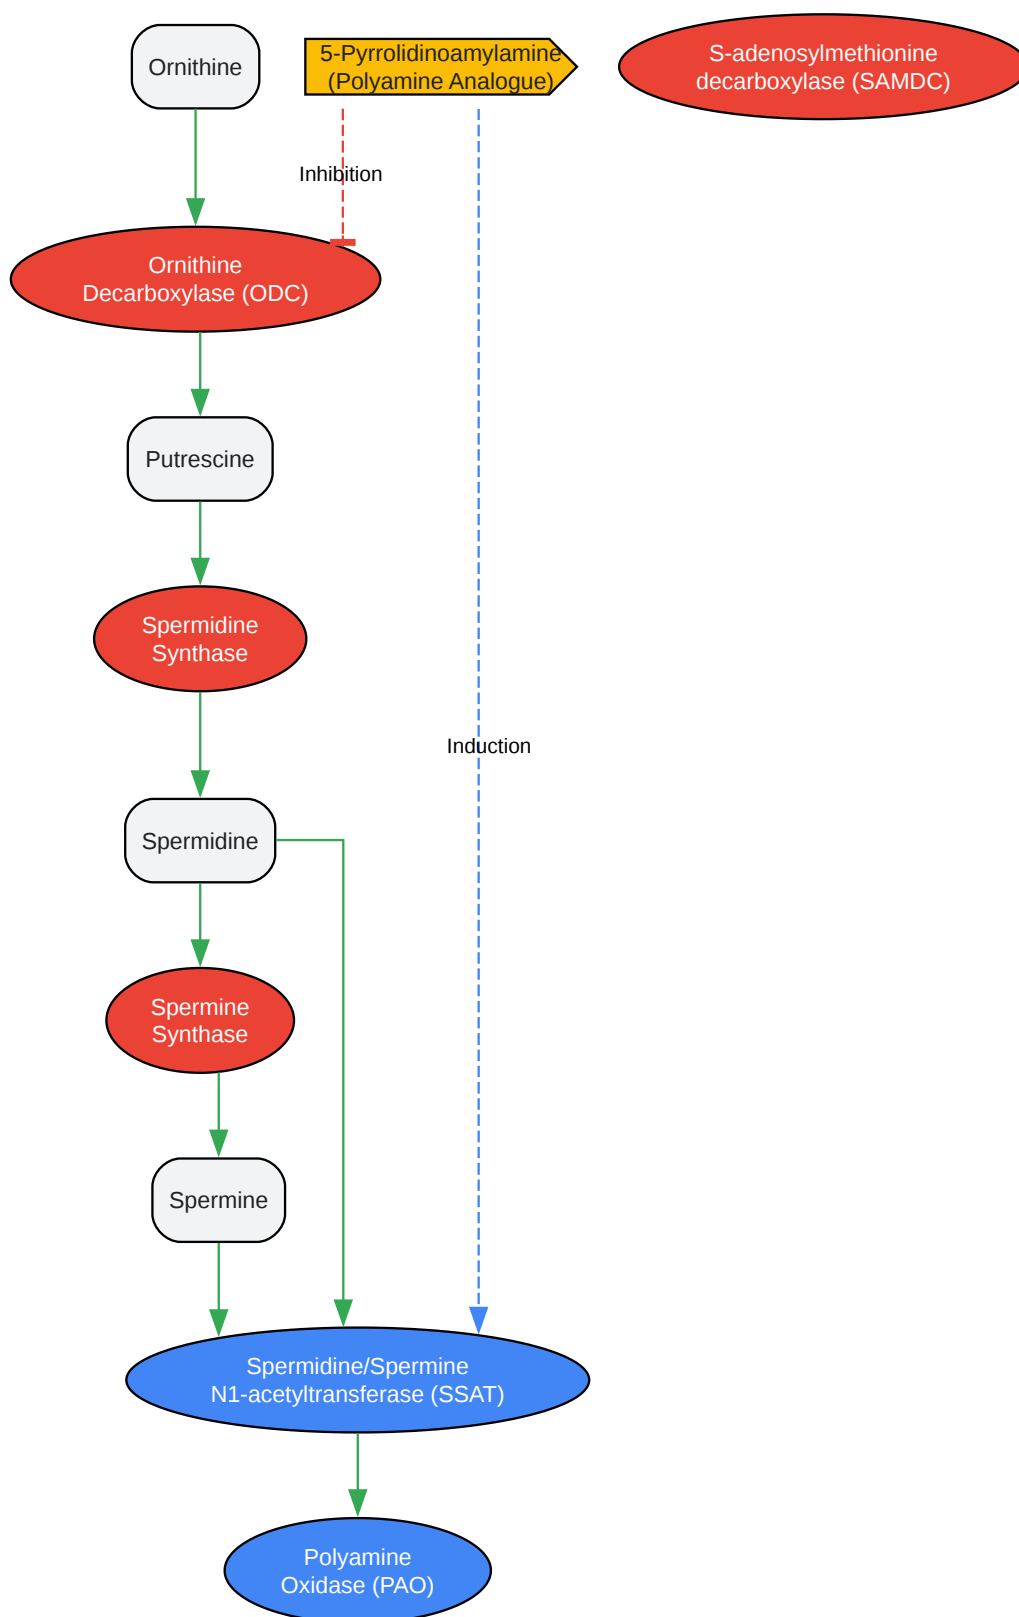 Ornithine
5-Pyrrolidinoamylamine
(Polyamine Analogue)
S-adenosylmethionine
decarboxylase (SAMDC)
Inhibition
Ornithine
Decarboxylase (ODC)
Putrescine
Spermidine
Synthase
Induction
Spermidine
Spermine
Synthase
Spermine
Spermidine/Spermine
N1-acetyltransferase (SSAT)
Polyamine
Oxidase (PAO)